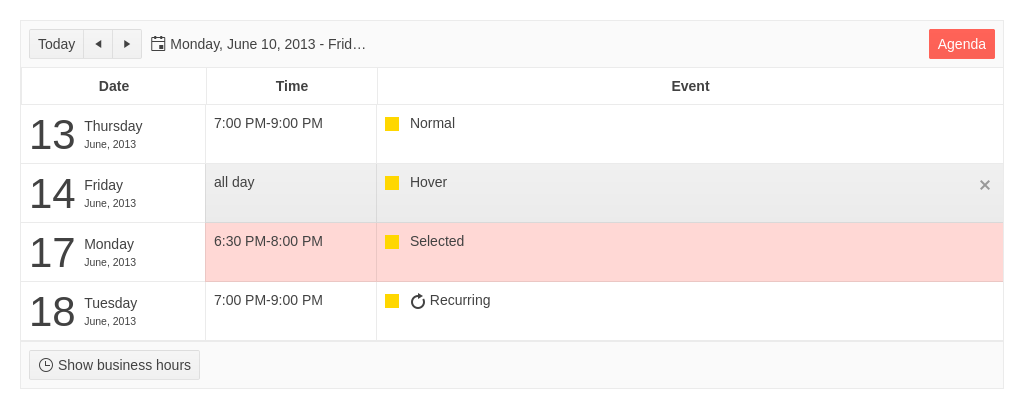 Today Monday, June 10, 2013 - Frid… Agenda
Date Time Event
13 Thursday 7:00 PM-9:00 PM Normal
June, 2013
14 Friday all day Hover
June, 2013
17 Monday 6:30 PM-8:00 PM Selected
June, 2013
18 Tuesday 7:00 PM-9:00 PM Recurring
June, 2013
Show business hours